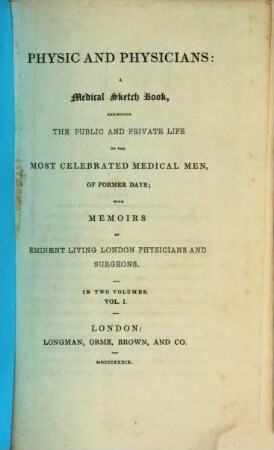 PHYSIC AND PHYSICIANS:
A
Medical Sketch Book,
EXHIBITING
THE PUBLIC AND PRIVATE LIFE
OF THE
MOST CELEBRATED MEDICAL MEN,
OF FORMER DAYS;
WITH
MEMOIRS
OF
EMINENT LIVING LONDON PHYSICIANS AND
SURGEONS.
IN TWO VOLUMES.
VOL. I.
LONDON:
LONGMAN, ORME, BROWN, AND CO.
MDCCCXXXIX.